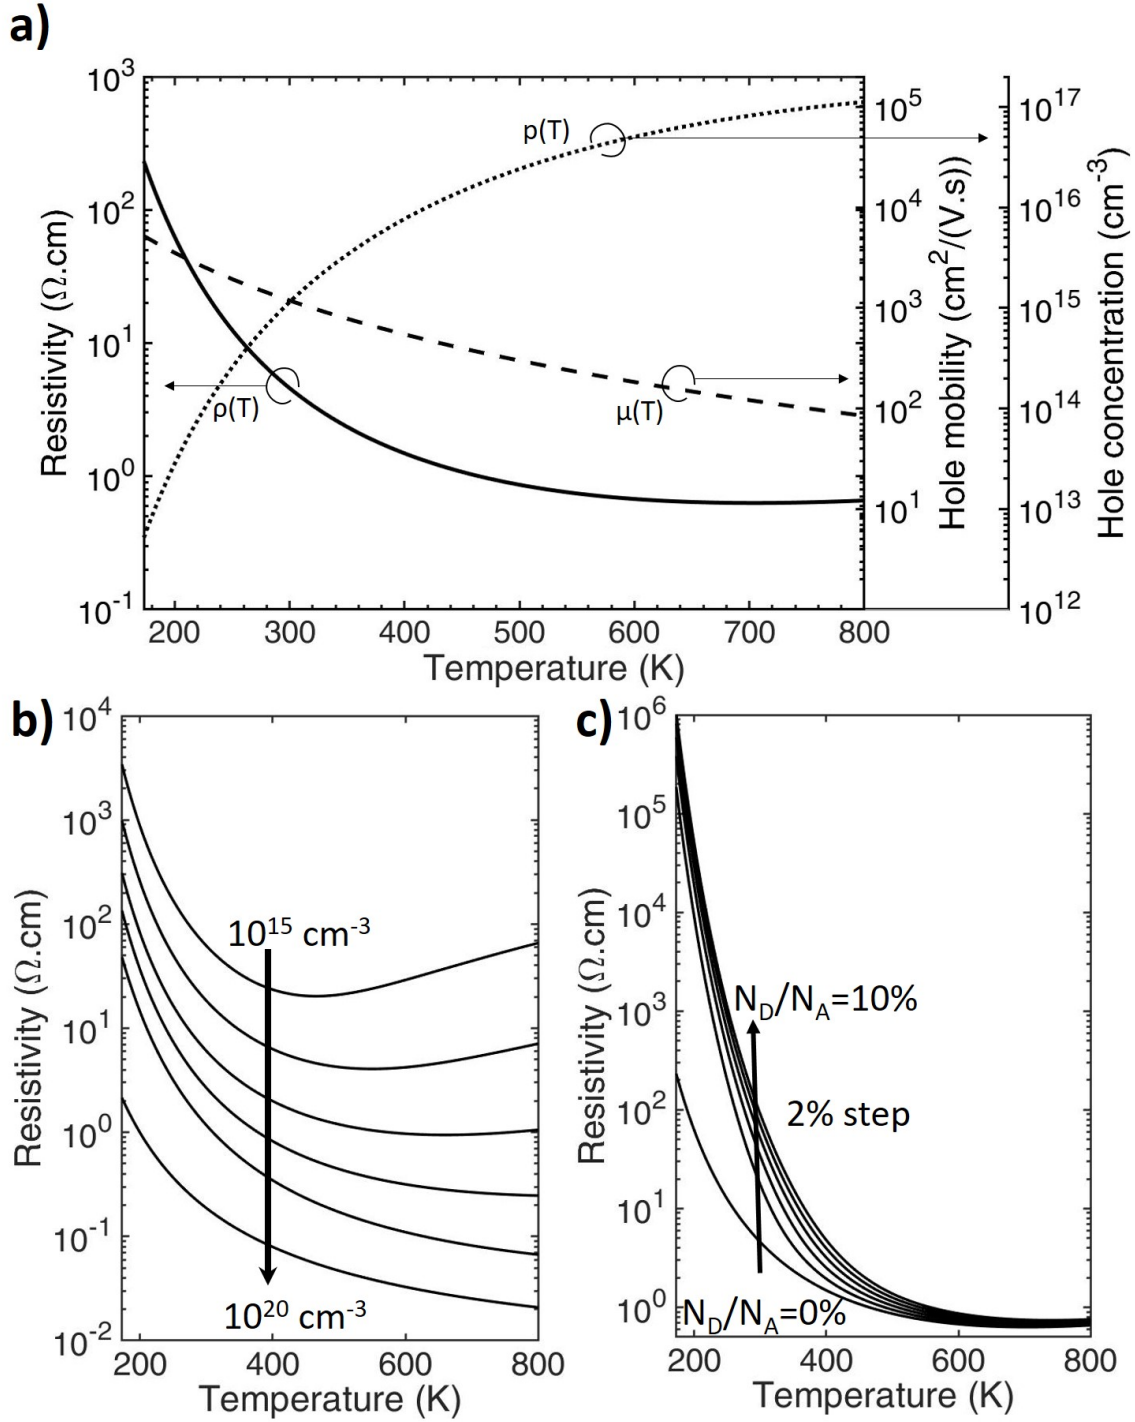 a)
10³
10²
10¹
10⁰
10⁻¹
Resistivity (Ω.cm)
200 300 400 500 600 700 800
Temperature (K)
p(T)
ρ(T)
μ(T)
10⁵
10⁴
10³
10²
10¹
Hole mobility (cm²/(V.s))
10¹⁷
10¹⁶
10¹⁵
10¹⁴
10¹³
10¹²
Hole concentration (cm⁻³)
b)
10⁴
10³
10²
10¹
10⁰
10⁻¹
10⁻²
Resistivity (Ω.cm)
10¹⁵ cm⁻³
10²⁰ cm⁻³
200 400 600 800
Temperature (K)
c)
10⁶
10⁵
10⁴
10³
10²
10¹
10⁰
Resistivity (Ω.cm)
N_D/N_A=10%
2% step
N_D/N_A=0%
200 400 600 800
Temperature (K)